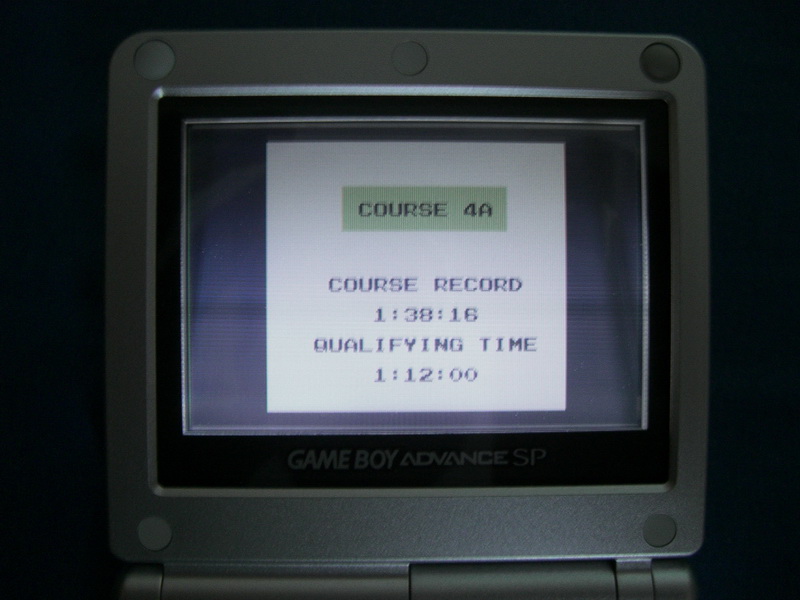 COURSE 4A
COURSE RECORD
1:38:16
QUALIFYING TIME
1:12:00
GAME BOY ADVANCE SP